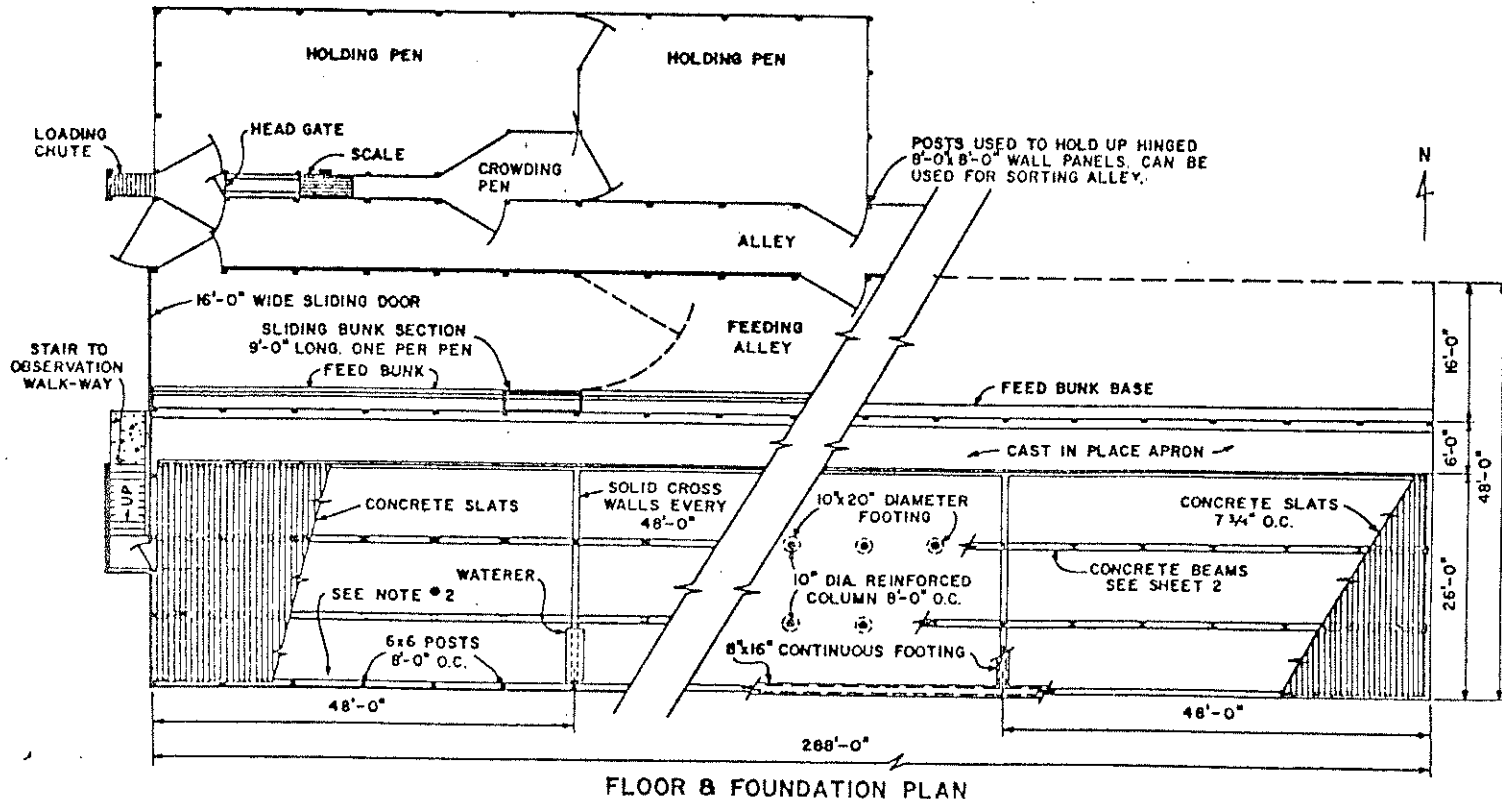 HOLDING PEN
HOLDING PEN
LOADING
CHUTE
HEAD GATE
SCALE
CROWDING
PEN
POSTS USED TO HOLD UP HINGED
8'-0"x 8'-0" WALL PANELS. CAN BE
USED FOR SORTING ALLEY.
N
ALLEY
16'-0" WIDE SLIDING DOOR
SLIDING BUNK SECTION
9'-0" LONG. ONE PER PEN
FEED BUNK
FEEDING
ALLEY
STAIR TO
OBSERVATION
WALK-WAY
UP
FEED BUNK BASE
16'-0"
CAST IN PLACE APRON
6'-0"
48'-0"
CONCRETE SLATS
SOLID CROSS
WALLS EVERY
48'-0"
10"x20" DIAMETER
FOOTING
CONCRETE SLATS
7 3/4" O.C.
CONCRETE BEAMS
SEE SHEET 2
26'-0"
WATERER
10" DIA. REINFORCED
COLUMN 8'-0" O.C.
SEE NOTE #2
6x6 POSTS
8'-0" O.C.
8"x16" CONTINUOUS FOOTING
48'-0"
48'-0"
288'-0"
FLOOR & FOUNDATION PLAN